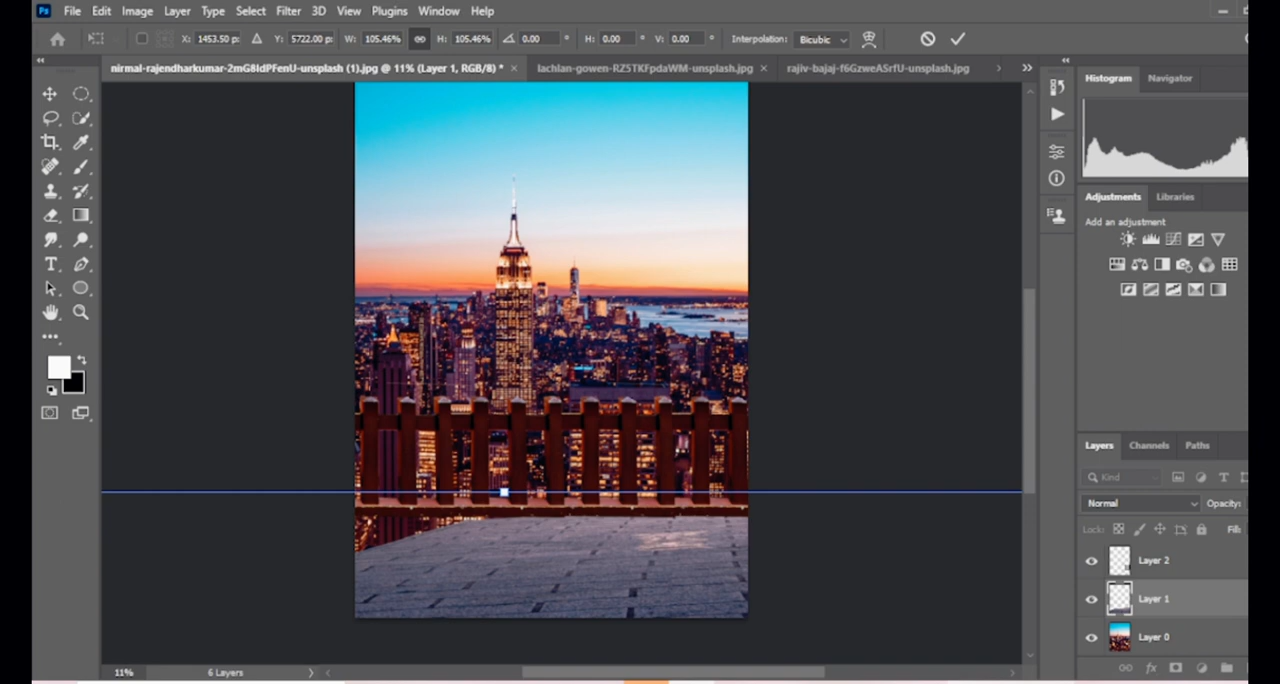 Ps File Edit Image Layer Type Select Filter 3D View Plugins Window Help
X: 1453.50 p: Y: 5722.00 p: W: 105.46% H: 105.46% 0.00 ° H: 0.00 ° V: 0.00 ° Interpolation: Bicubic
nirmal-rajendharkumar-2mG8IdPFenU-unsplash (1).jpg @ 11% (Layer 1, RGB/8) * × lachlan-gowen-RZ5TKFpdaWM-unsplash.jpg × rajiv-bajaj-f6GzweASrfU-unsplash.jpg
Histogram Navigator
Adjustments Libraries
Add an adjustment
Layers Channels Paths
Kind
Normal Opacity:
Lock: Fill:
Layer 2
Layer 1
Layer 0
11% 6 Layers